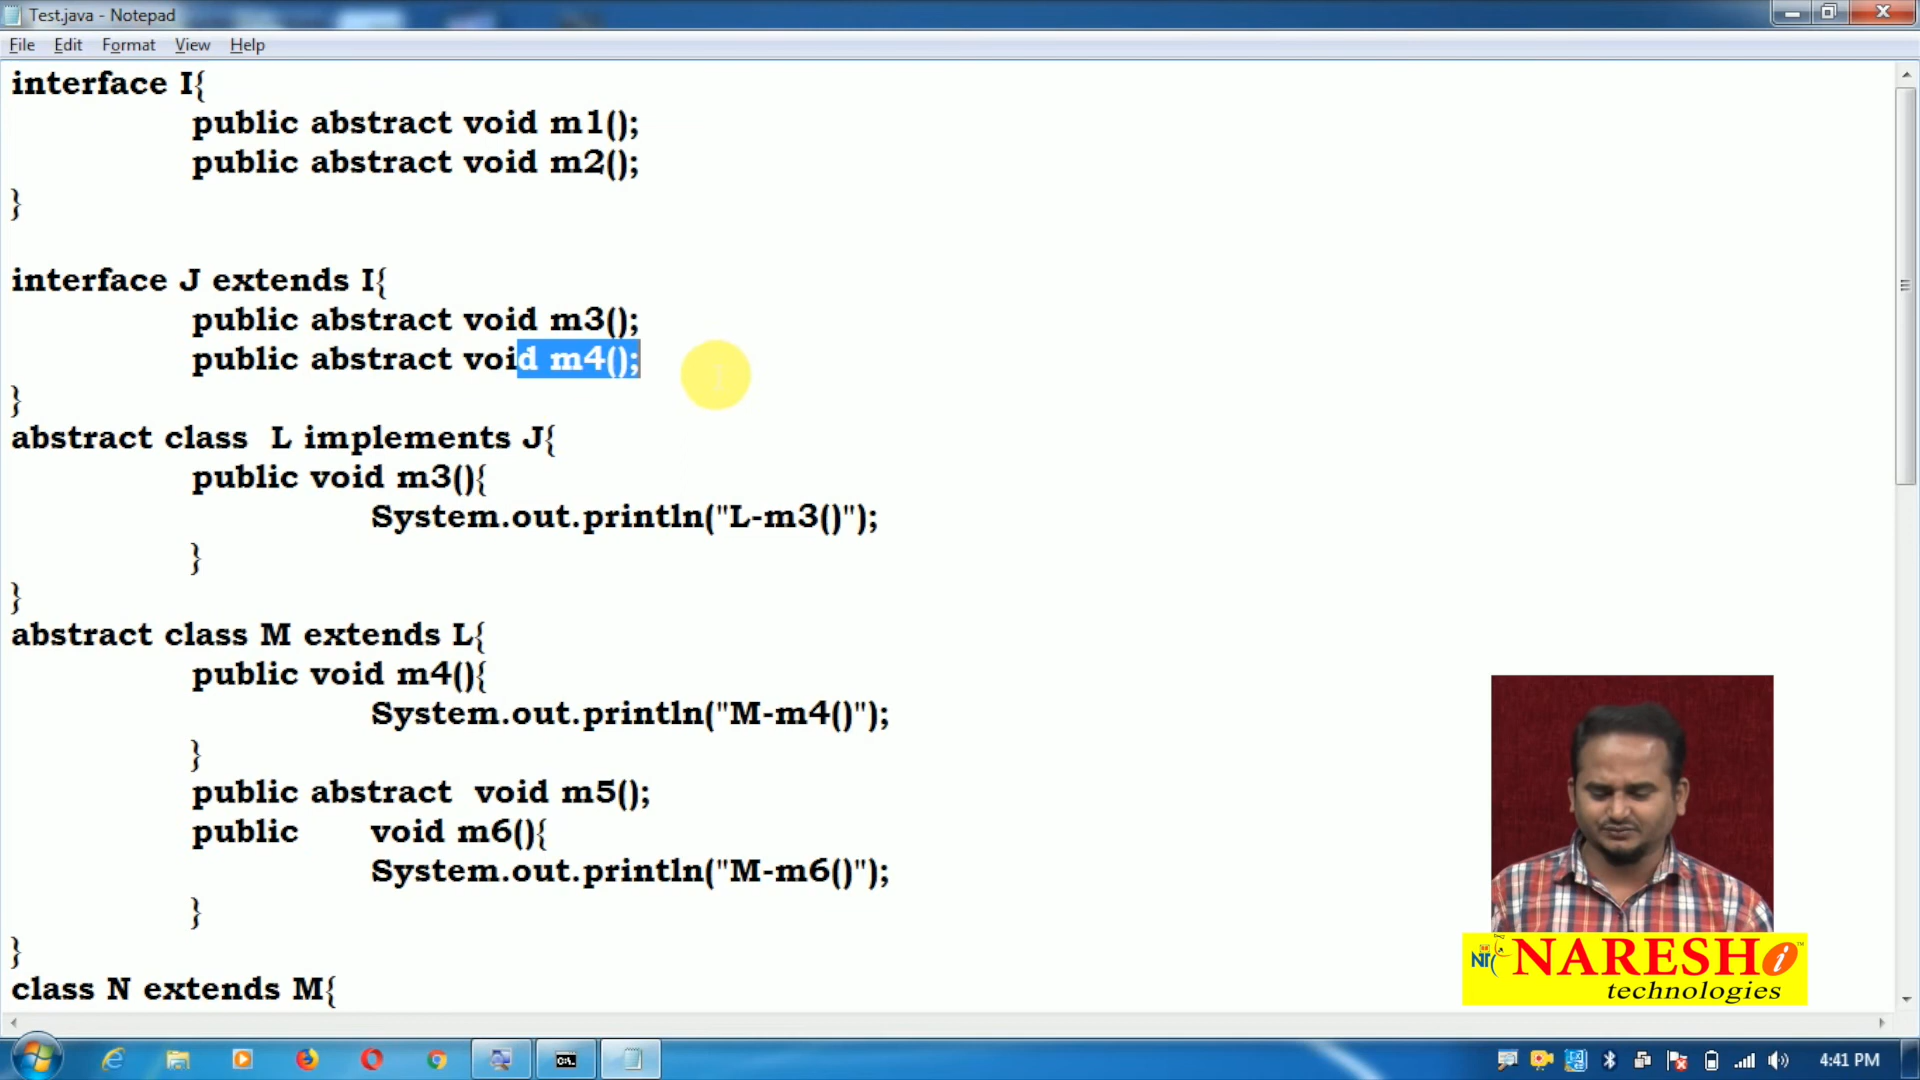 Test.java - Notepad
File Edit Format View Help
interface I{
public abstract void m1();
public abstract void m2();
}
interface J extends I{
public abstract void m3();
public abstract void m4();
}
abstract class L implements J{
public void m3(){
System.out.println("L-m3()");
}
}
abstract class M extends L{
public void m4(){
System.out.println("M-m4()");
}
public abstract void m5();
public void m6(){
System.out.println("M-m6()");
}
}
class N extends M{
NARESH i
technologies
4:41 PM